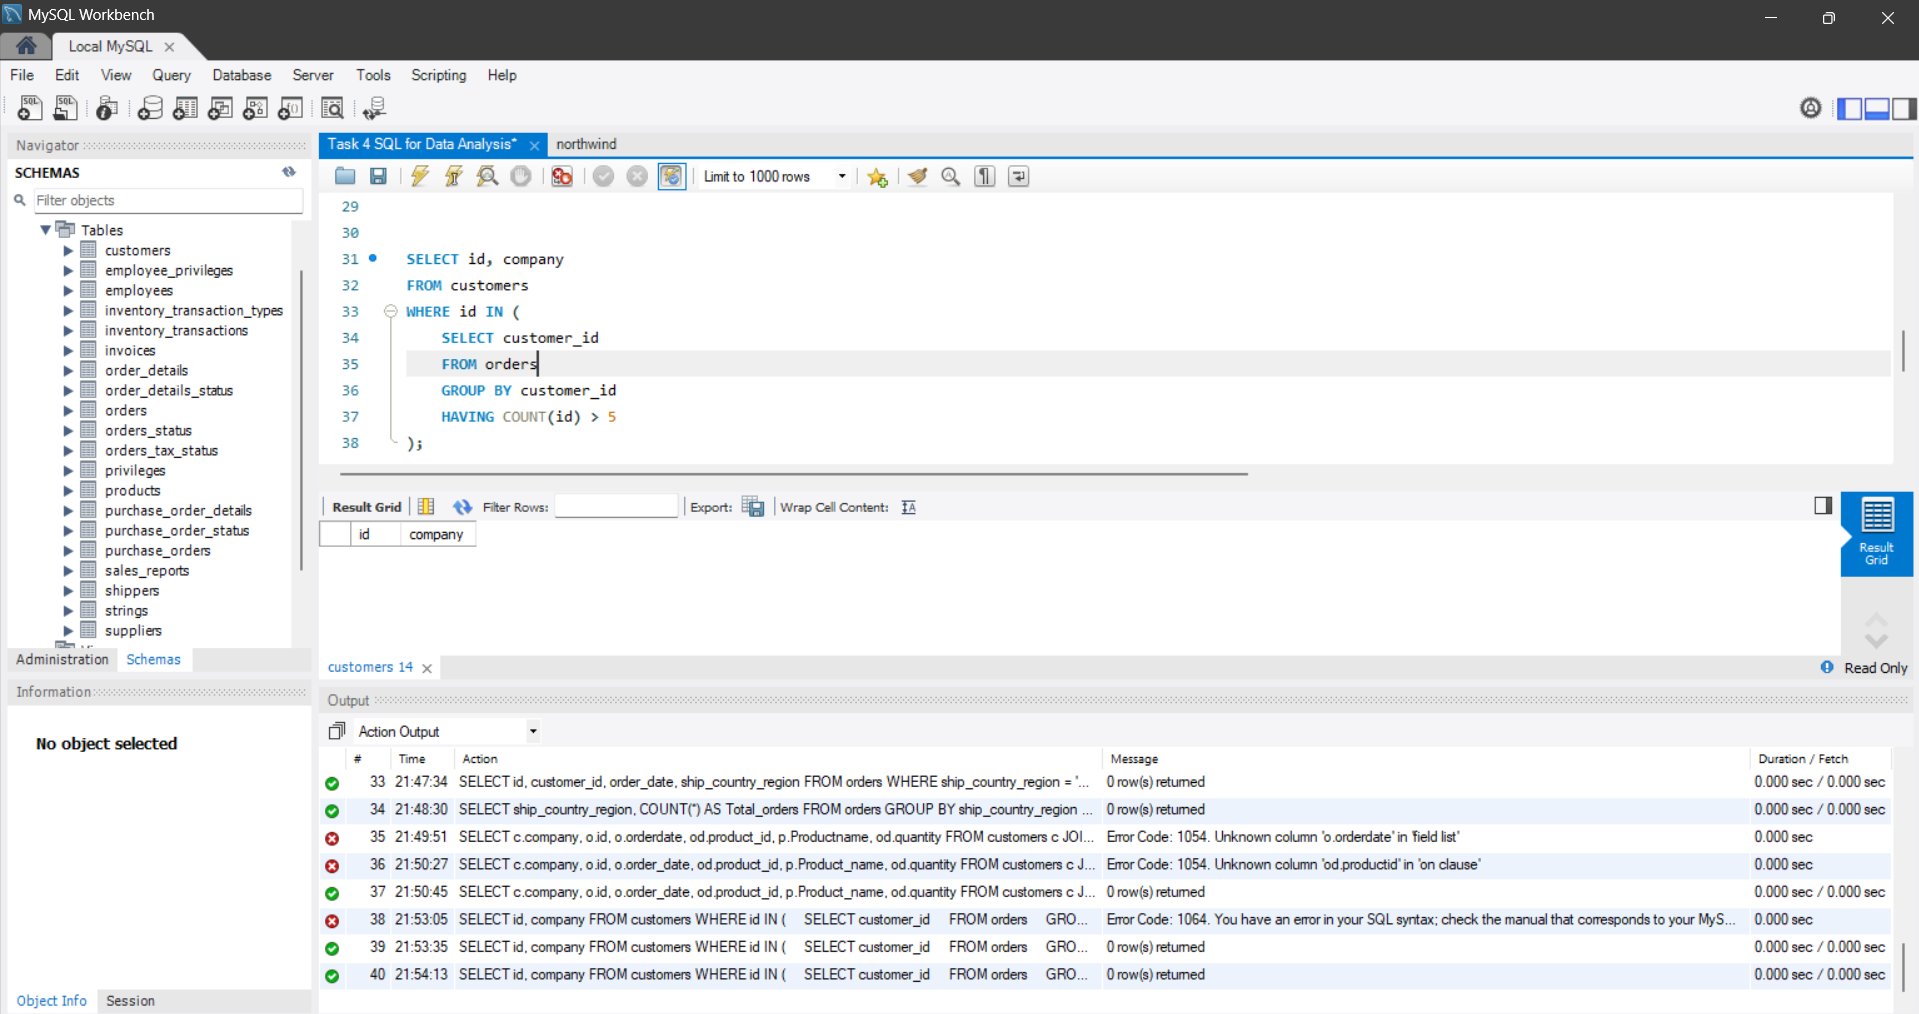 MySQL Workbench
Local MySQL
File Edit View Query Database Server Tools Scripting Help
Navigator
SCHEMAS
Filter objects
Tables
customers
employee_privileges
employees
inventory_transaction_types
inventory_transactions
invoices
order_details
order_details_status
orders
orders_status
orders_tax_status
privileges
products
purchase_order_details
purchase_order_status
purchase_orders
sales_reports
shippers
strings
suppliers
Administration Schemas
Information
No object selected
Object Info Session
Task 4 SQL for Data Analysis* northwind
Limit to 1000 rows
29
30
31 SELECT id, company
32 FROM customers
33 WHERE id IN (
34 SELECT customer_id
35 FROM orders
36 GROUP BY customer_id
37 HAVING COUNT(id) > 5
38 );
Result Grid Filter Rows: Export: Wrap Cell Content:
id company
Result Grid
customers 14
Read Only
Output
Action Output
# Time Action Message Duration / Fetch
33 21:47:34 SELECT id, customer_id, order_date, ship_country_region FROM orders WHERE ship_country_region = '... 0 row(s) returned 0.000 sec / 0.000 sec
34 21:48:30 SELECT ship_country_region, COUNT(*) AS Total_orders FROM orders GROUP BY ship_country_region ... 0 row(s) returned 0.000 sec / 0.000 sec
35 21:49:51 SELECT c.company, o.id, o.orderdate, od.product_id, p.Productname, od.quantity FROM customers c JOI... Error Code: 1054. Unknown column 'o.orderdate' in 'field list' 0.000 sec
36 21:50:27 SELECT c.company, o.id, o.order_date, od.product_id, p.Product_name, od.quantity FROM customers c J... Error Code: 1054. Unknown column 'od.productid' in 'on clause' 0.000 sec
37 21:50:45 SELECT c.company, o.id, o.order_date, od.product_id, p.Product_name, od.quantity FROM customers c J... 0 row(s) returned 0.000 sec / 0.000 sec
38 21:53:05 SELECT id, company FROM customers WHERE id IN ( SELECT customer_id FROM orders GRO... Error Code: 1064. You have an error in your SQL syntax; check the manual that corresponds to your MyS... 0.000 sec
39 21:53:35 SELECT id, company FROM customers WHERE id IN ( SELECT customer_id FROM orders GRO... 0 row(s) returned 0.000 sec / 0.000 sec
40 21:54:13 SELECT id, company FROM customers WHERE id IN ( SELECT customer_id FROM orders GRO... 0 row(s) returned 0.000 sec / 0.000 sec